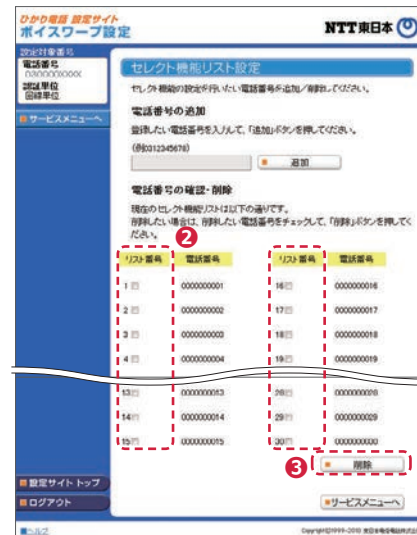 ひかり電話 設定サイト
ボイスワープ設定
NTT東日本
設定対象番号
電話番号
0300000000X
認証単位
回線単位
サービスメニューへ
セレクト機能リスト設定
セレクト機能の設定を行いたい電話番号を追加/削除してください。
電話番号の追加
登録したい電話番号を入力して、「追加」ボタンを押してください。
(例:0312345678)
追加
電話番号の確認・削除
現在のセレクト機能リストは以下の通りです。
削除したい場合は、削除したい電話番号をチェックして、「削除」ボタンを押してください。
2
リスト番号 電話番号 リスト番号 電話番号
1 0000000001 16 0000000016
2 0000000002 17 0000000017
3 0000000003 18 0000000018
4 0000000004 19 0000000019
13 0000000013 28 0000000028
14 0000000014 29 0000000029
15 0000000015 30 0000000030
3
削除
設定サイトトップ
ログアウト
サービスメニューへ
ヘルプ